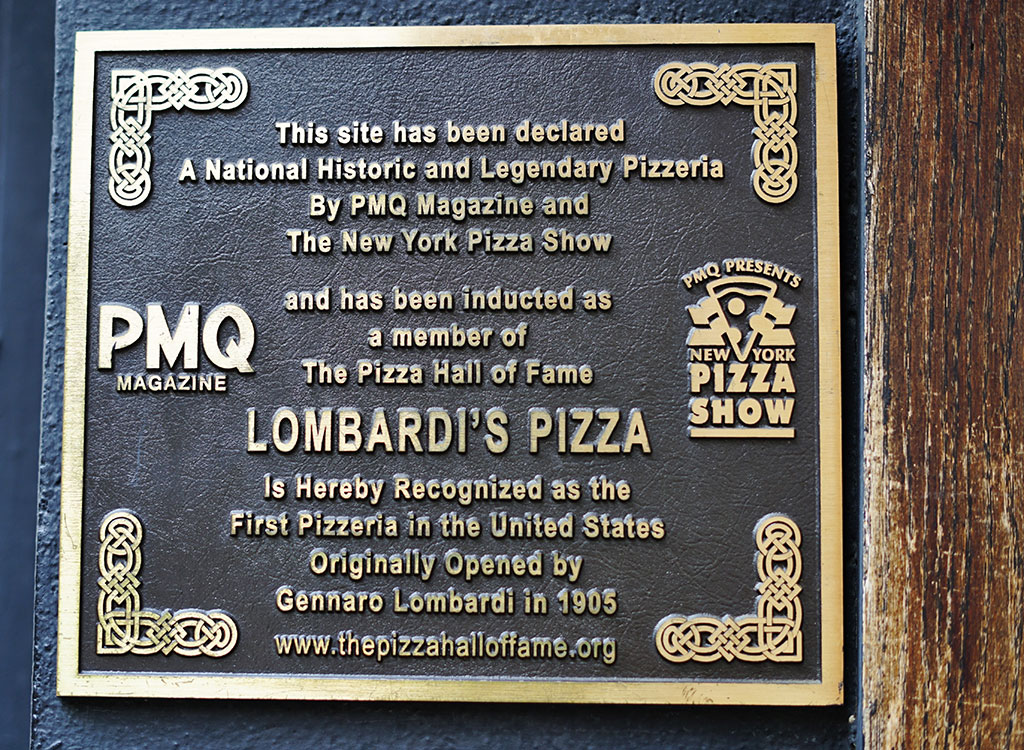 This site has been declared
A National Historic and Legendary Pizzeria
By PMQ Magazine and
The New York Pizza Show
and has been inducted as
a member of
The Pizza Hall of Fame
PMQ
MAGAZINE
PMQ PRESENTS
NEW YORK
PIZZA
SHOW
LOMBARDI'S PIZZA
Is Hereby Recognized as the
First Pizzeria in the United States
Originally Opened by
Gennaro Lombardi in 1905
www.thepizzahalloffame.org